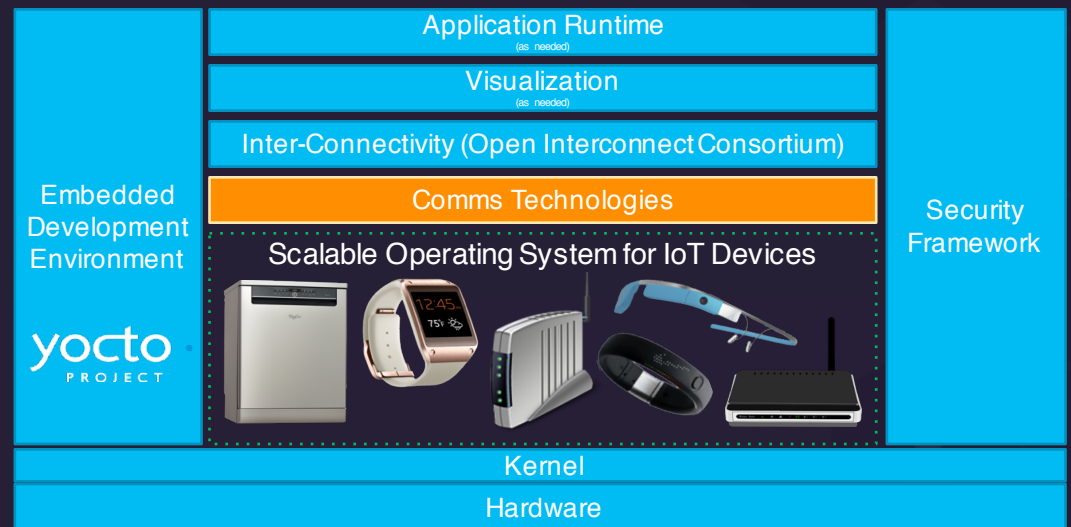 Application Runtime
(as needed)
Visualization
(as needed)
Inter-Connectivity (Open Interconnect Consortium)
Comms Technologies
Embedded
Development
Environment
yocto
PROJECT
Scalable Operating System for IoT Devices
12:45
75°F
Security
Framework
Kernel
Hardware